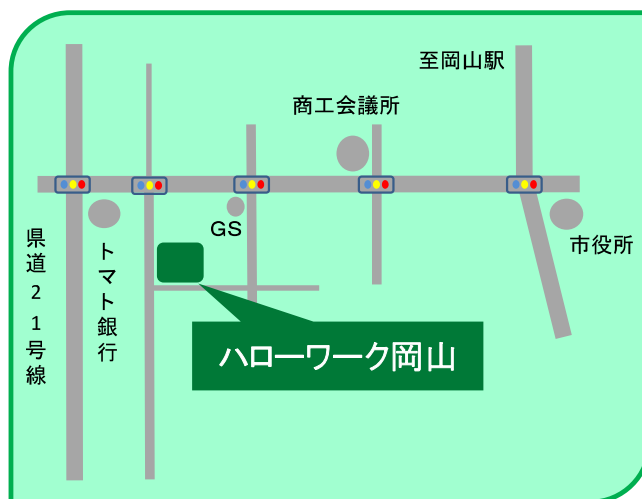 至岡山駅
商工会議所
GS
市役所
県道21号線
トマト銀行
ハローワーク岡山